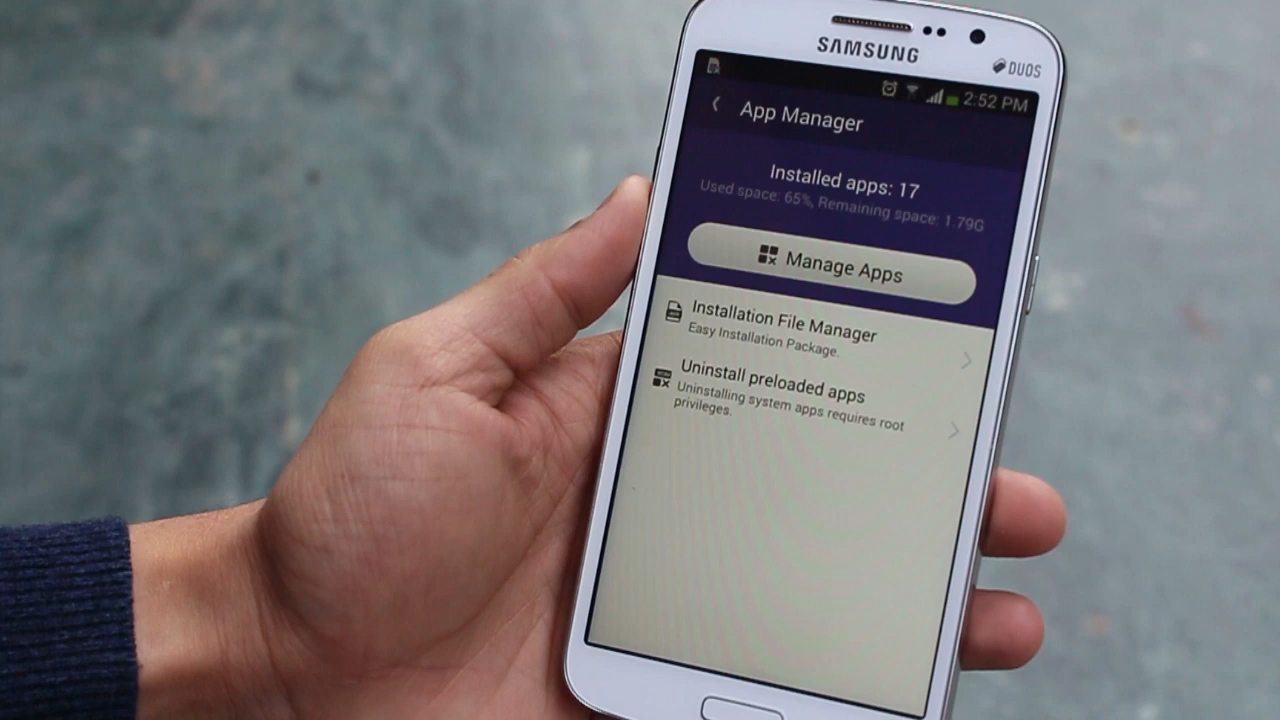 SAMSUNG
DUOS
2:52 PM
App Manager
Installed apps: 17
Used space: 65%, Remaining space: 1.79G
Manage Apps
Installation File Manager
Easy Installation Package.
Uninstall preloaded apps
Uninstalling system apps requires root
privileges.